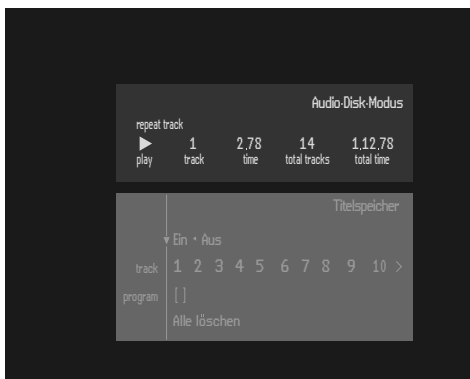 Audio·Disk·Modus
repeat track
▶ 1 2.78 14 1.12.78
play track time total tracks total time
Titelspeicher
▾ Ein · Aus
track 1 2 3 4 5 6 7 8 9 10 >
program [ ]
Alle löschen